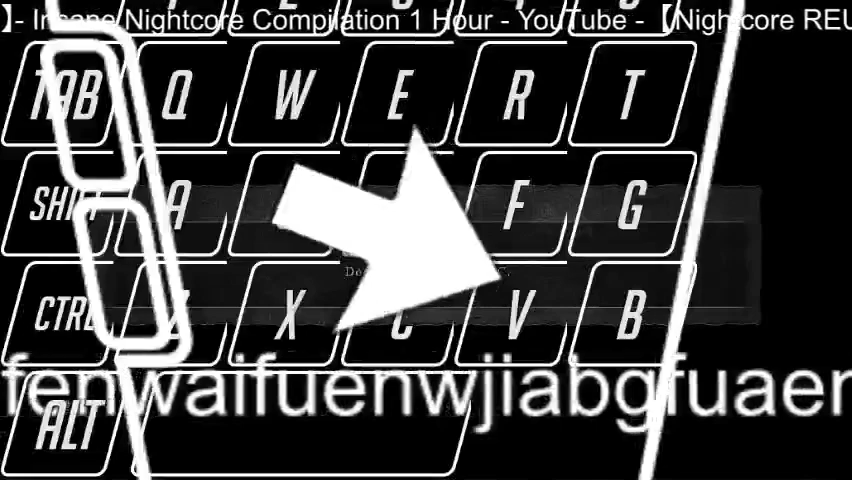 】- Insane Nightcore Compilation 1 Hour - YouTube -【Nightcore REU
TAB Q W E R T
SHIFT A F G
CTRL Z X C V B
fenwaifuenwjiabgfuaer
ALT